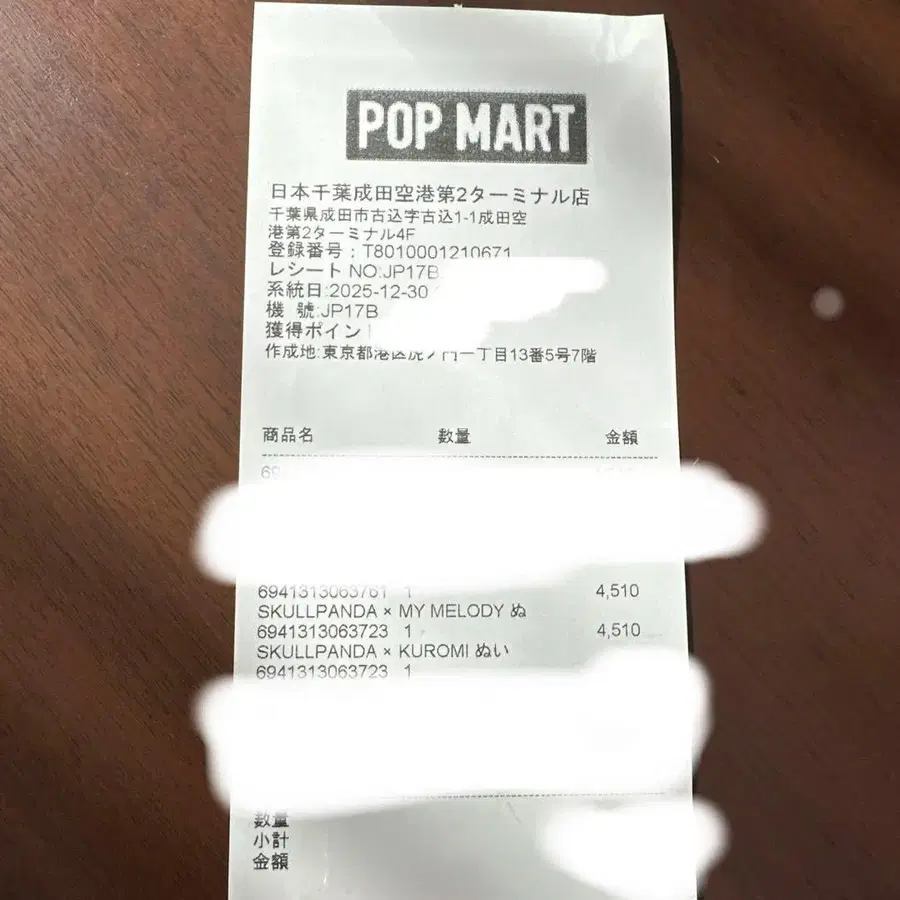 POP MART
日本千葉成田空港第2ターミナル店
千葉県成田市古込字古込1-1成田空
港第2ターミナル4F
登録番号：T8010001210671
レシート NO:JP17B
系統日:2025-12-30
機 號:JP17B
獲得ポイン
作成地:東京都港区虎ノ門一丁目13番5号7階
商品名 數量 金額
69
6941313063761 1 4,510
SKULLPANDA × MY MELODY ぬ
6941313063723 1 4,510
SKULLPANDA × KUROMI ぬい
6941313063723 1
数量
小計
金額